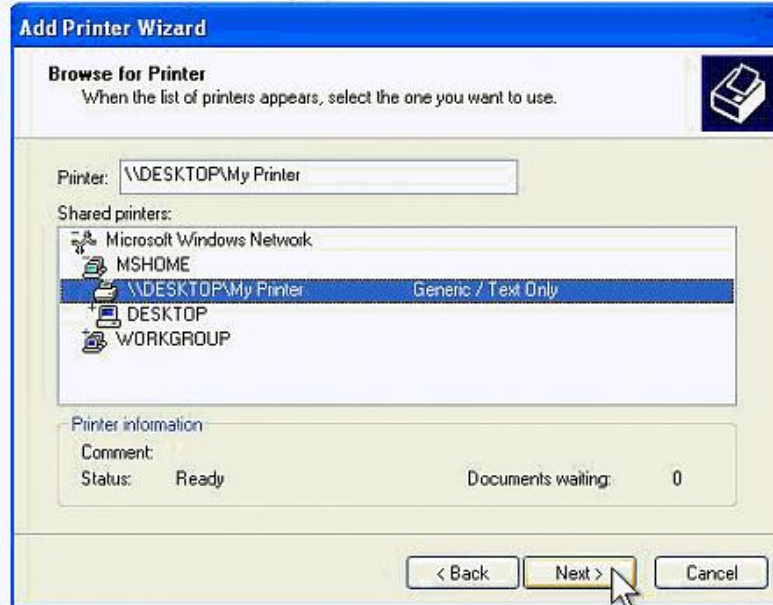 Add Printer Wizard
Browse for Printer
When the list of printers appears, select the one you want to use.
Printer: \\DESKTOP\My Printer
Shared printers:
Microsoft Windows Network
MSHOME
\\DESKTOP\My Printer Generic / Text Only
DESKTOP
WORKGROUP
Printer information
Comment:
Status: Ready Documents waiting: 0
< Back Next > Cancel